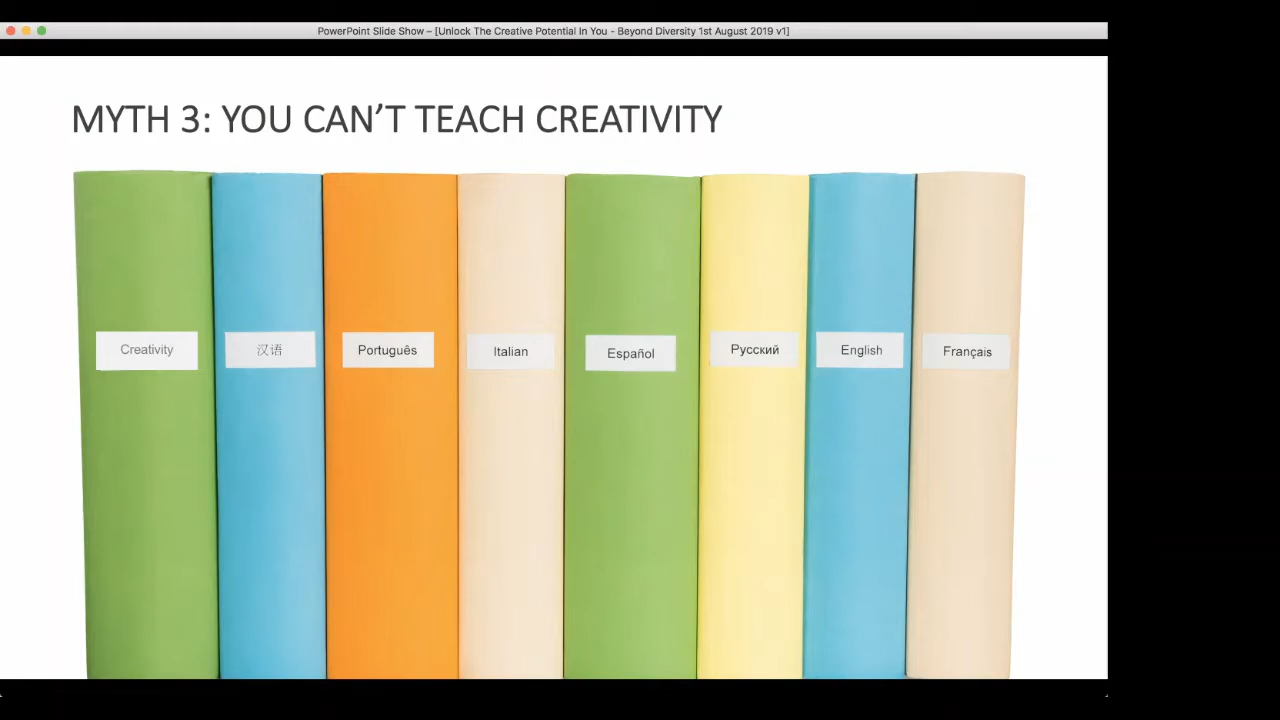 PowerPoint Slide Show – [Unlock The Creative Potential In You - Beyond Diversity 1st August 2019 v1]
MYTH 3: YOU CAN'T TEACH CREATIVITY
Creativity
汉语
Português
Italian
Español
Русский
English
Français